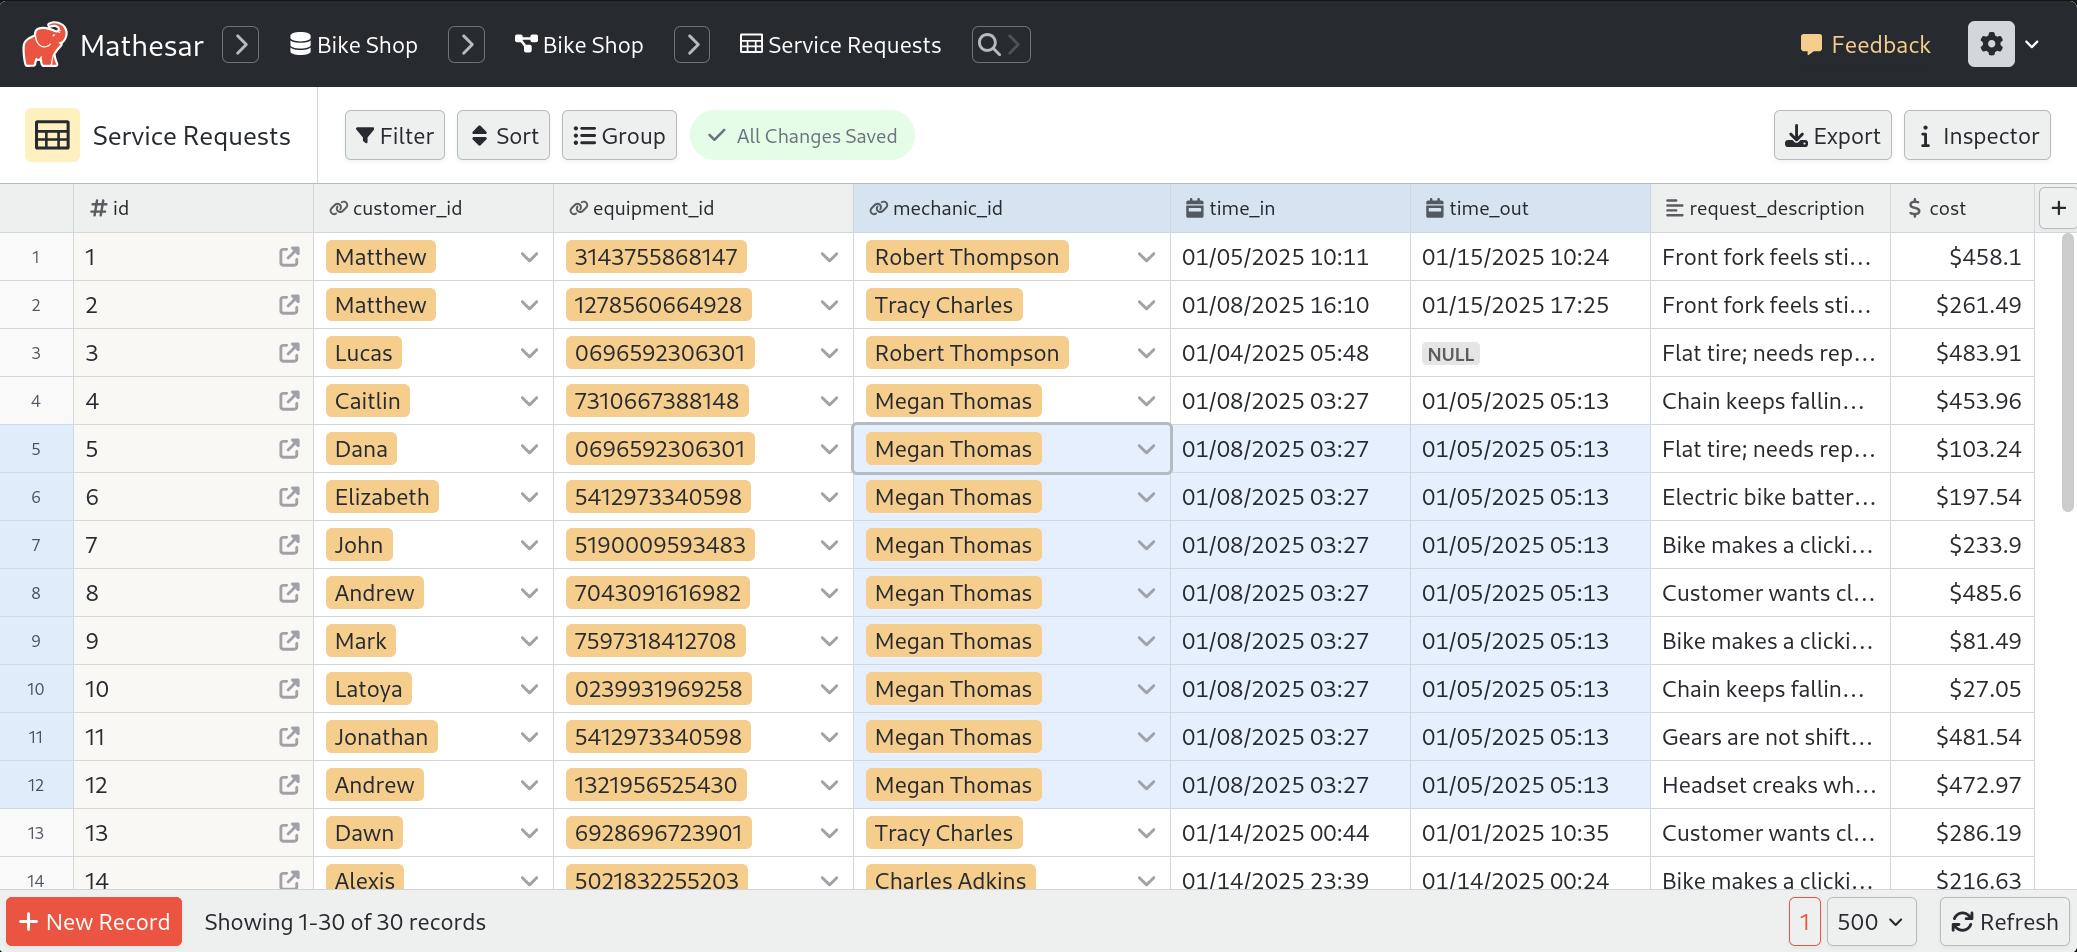 Mathesar Bike Shop Bike Shop Service Requests Feedback
Service Requests Filter Sort Group All Changes Saved Export Inspector
id customer_id equipment_id mechanic_id time_in time_out request_description $ cost +
1 1 Matthew 3143755868147 Robert Thompson 01/05/2025 10:11 01/15/2025 10:24 Front fork feels sti... $458.1
2 2 Matthew 1278560664928 Tracy Charles 01/08/2025 16:10 01/15/2025 17:25 Front fork feels sti... $261.49
3 3 Lucas 0696592306301 Robert Thompson 01/04/2025 05:48 NULL Flat tire; needs rep... $483.91
4 4 Caitlin 7310667388148 Megan Thomas 01/08/2025 03:27 01/05/2025 05:13 Chain keeps fallin... $453.96
5 5 Dana 0696592306301 Megan Thomas 01/08/2025 03:27 01/05/2025 05:13 Flat tire; needs rep... $103.24
6 6 Elizabeth 5412973340598 Megan Thomas 01/08/2025 03:27 01/05/2025 05:13 Electric bike batter... $197.54
7 7 John 5190009593483 Megan Thomas 01/08/2025 03:27 01/05/2025 05:13 Bike makes a clicki... $233.9
8 8 Andrew 7043091616982 Megan Thomas 01/08/2025 03:27 01/05/2025 05:13 Customer wants cl... $485.6
9 9 Mark 7597318412708 Megan Thomas 01/08/2025 03:27 01/05/2025 05:13 Bike makes a clicki... $81.49
10 10 Latoya 0239931969258 Megan Thomas 01/08/2025 03:27 01/05/2025 05:13 Chain keeps fallin... $27.05
11 11 Jonathan 5412973340598 Megan Thomas 01/08/2025 03:27 01/05/2025 05:13 Gears are not shift... $481.54
12 12 Andrew 1321956525430 Megan Thomas 01/08/2025 03:27 01/05/2025 05:13 Headset creaks wh... $472.97
13 13 Dawn 6928696723901 Tracy Charles 01/14/2025 00:44 01/01/2025 10:35 Customer wants cl... $286.19
14 14 Alexis 5021832255203 Charles Adkins 01/14/2025 23:39 01/14/2025 00:24 Bike makes a clicki... $216.63
+ New Record Showing 1-30 of 30 records 1 500 Refresh